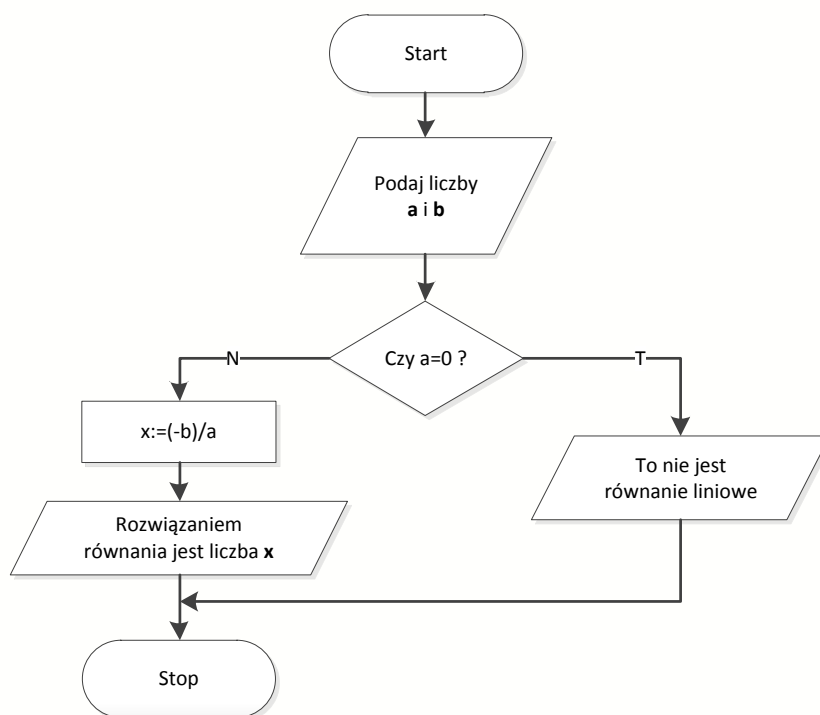 Start
Podaj liczby
a i b
Czy a=0 ?
N
T
x:=(-b)/a
To nie jest
równanie liniowe
Rozwiązaniem
równania jest liczba x
Stop